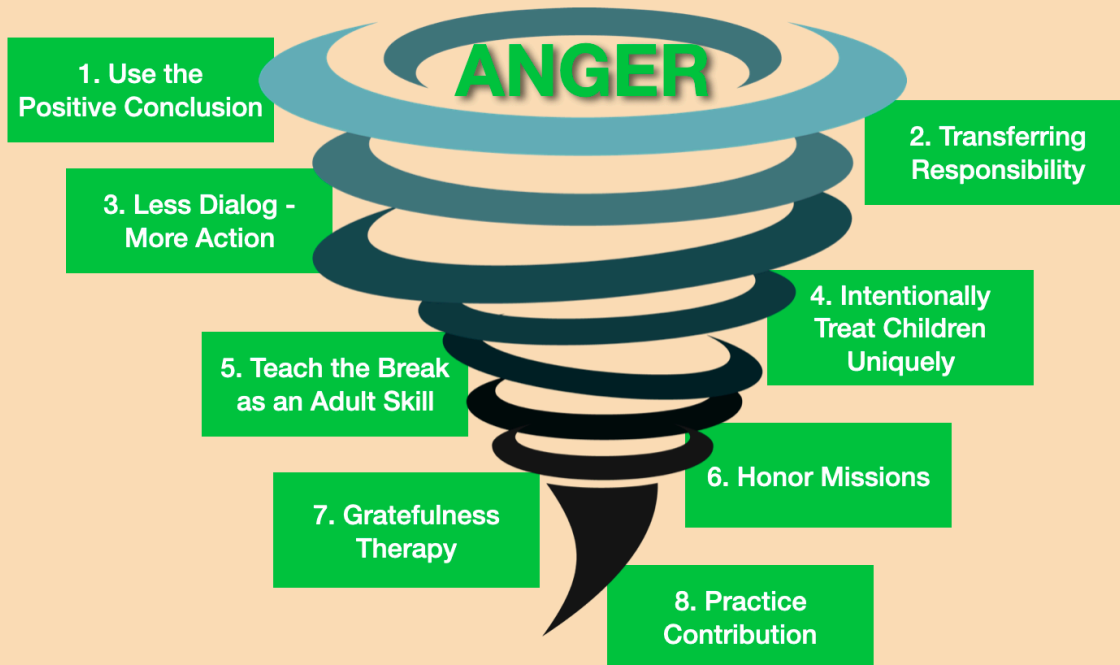 ANGER
1. Use the
Positive Conclusion
2. Transferring
Responsibility
3. Less Dialog -
More Action
4. Intentionally
Treat Children
Uniquely
5. Teach the Break
as an Adult Skill
6. Honor Missions
7. Gratefulness
Therapy
8. Practice
Contribution